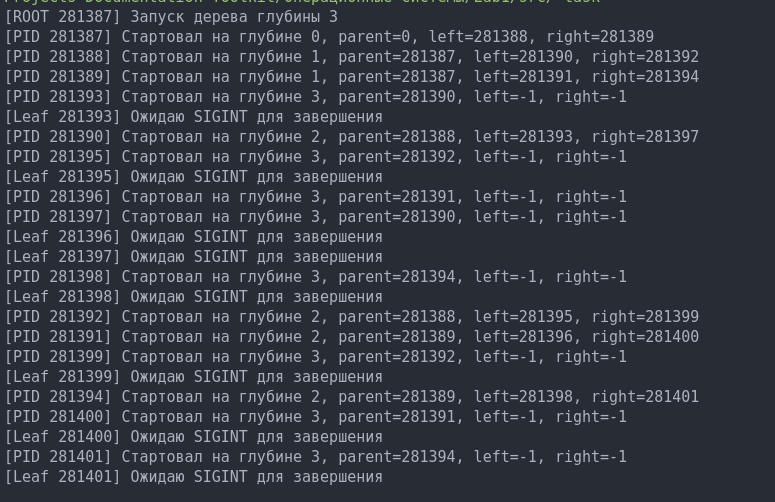 [ROOT 281387] Запуск дерева глубины 3
[PID 281387] Стартовал на глубине 0, parent=0, left=281388, right=281389
[PID 281388] Стартовал на глубине 1, parent=281387, left=281390, right=281392
[PID 281389] Стартовал на глубине 1, parent=281387, left=281391, right=281394
[PID 281393] Стартовал на глубине 3, parent=281390, left=-1, right=-1
[Leaf 281393] Ожидаю SIGINT для завершения
[PID 281390] Стартовал на глубине 2, parent=281388, left=281393, right=281397
[PID 281395] Стартовал на глубине 3, parent=281392, left=-1, right=-1
[Leaf 281395] Ожидаю SIGINT для завершения
[PID 281396] Стартовал на глубине 3, parent=281391, left=-1, right=-1
[PID 281397] Стартовал на глубине 3, parent=281390, left=-1, right=-1
[Leaf 281396] Ожидаю SIGINT для завершения
[Leaf 281397] Ожидаю SIGINT для завершения
[PID 281398] Стартовал на глубине 3, parent=281394, left=-1, right=-1
[Leaf 281398] Ожидаю SIGINT для завершения
[PID 281392] Стартовал на глубине 2, parent=281388, left=281395, right=281399
[PID 281391] Стартовал на глубине 2, parent=281389, left=281396, right=281400
[PID 281399] Стартовал на глубине 3, parent=281392, left=-1, right=-1
[Leaf 281399] Ожидаю SIGINT для завершения
[PID 281394] Стартовал на глубине 2, parent=281389, left=281398, right=281401
[PID 281400] Стартовал на глубине 3, parent=281391, left=-1, right=-1
[Leaf 281400] Ожидаю SIGINT для завершения
[PID 281401] Стартовал на глубине 3, parent=281394, left=-1, right=-1
[Leaf 281401] Ожидаю SIGINT для завершения